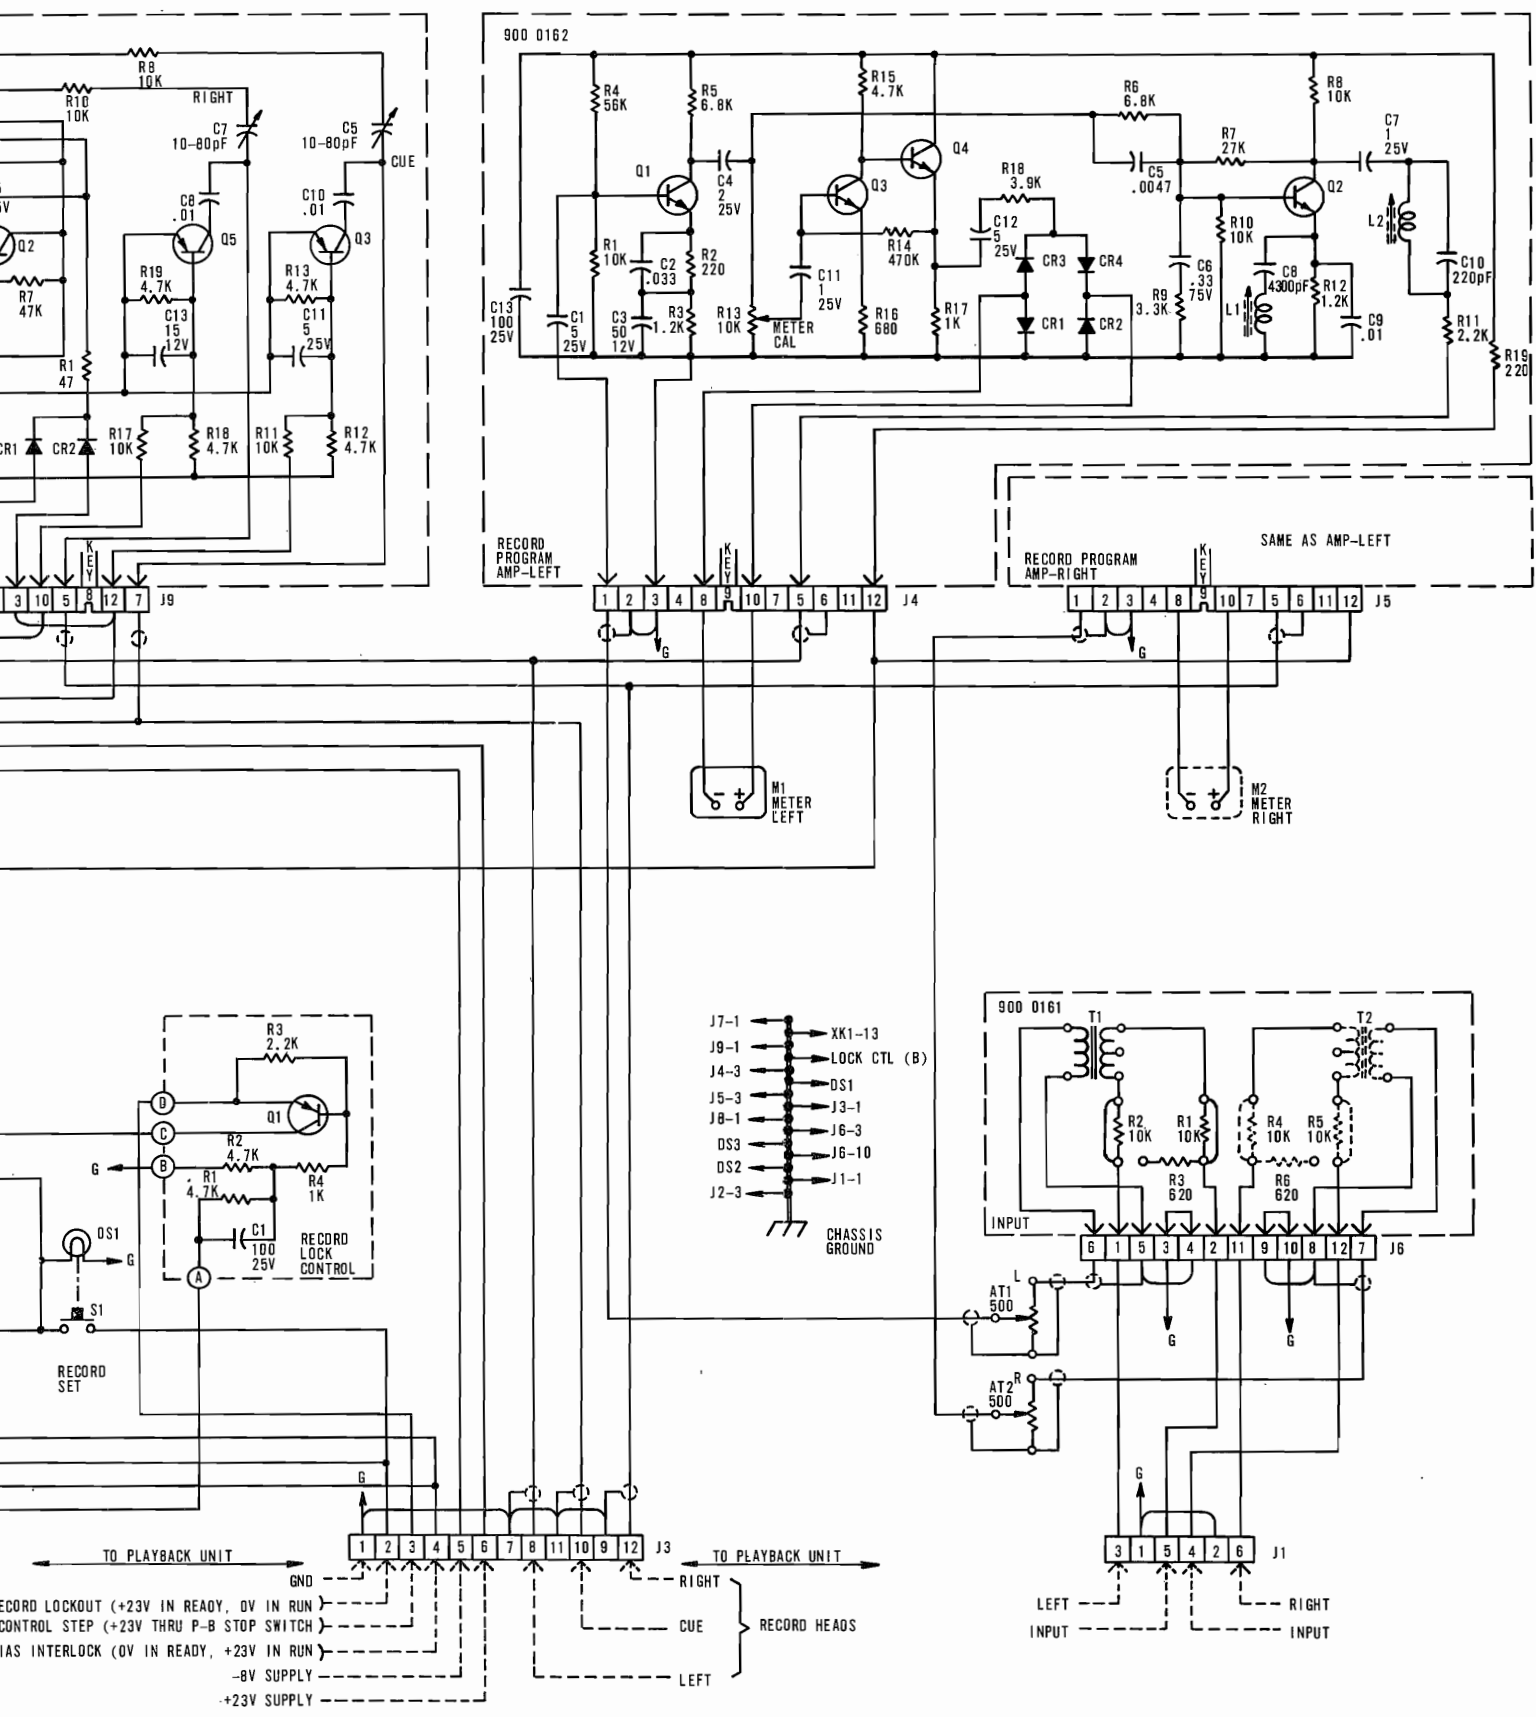 R8
10K
R10
10K
RIGHT
C7
10-80pF
C5
10-80pF
CUE
C8
.01
C10
.01
Q2
Q5
Q3
R7
47K
R19
4.7K
C13
15
12V
R13
4.7K
C11
5
25V
R1
47
CR1
CR2
R17
10K
R18
4.7K
R11
10K
R12
4.7K
KEY
3 10 5 8 12 7 J9
900 0162
R4
56K
R5
6.8K
R15
4.7K
R6
6.8K
R8
10K
C7
1
25V
Q1
C4
2
25V
Q3
Q4
R18
3.9K
C5
.0047
R7
27K
Q2
L2
C12
5
25V
R14
470K
R10
10K
R1
10K
C2
.033
R2
220
C11
1
25V
CR3
CR4
C6
.33
75V
C8
4300pF
R12
1.2K
C10
220pF
C13
100
25V
C1
5
25V
C3
50
12V
R3
1.2K
R13
10K
METER
CAL
R16
680
R17
1K
CR1
CR2
R9
3.3K
L1
C9
.01
R11
2.2K
R19
220
RECORD
PROGRAM
AMP-LEFT
KEY
RECORD PROGRAM
AMP-RIGHT
KEY
SAME AS AMP-LEFT
1 2 3 4 8 9 10 7 5 6 11 12 J4
1 2 3 4 8 9 10 7 5 6 11 12 J5
G
G
M1
METER
LEFT
- +
M2
METER
RIGHT
- +
R3
2.2K
D
Q1
C
R2
4.7K
G
B
R1
4.7K
R4
1K
C1
100
25V
RECORD
LOCK
CONTROL
A
DS1
G
S1
RECORD
SET
J7-1
XK1-13
J9-1
LOCK CTL (B)
J4-3
DS1
J5-3
J3-1
J8-1
J6-3
DS3
J6-10
DS2
J1-1
J2-3
CHASSIS
GROUND
900 0161
T1
T2
R2
10K
R1
10K
R4
10K
R5
10K
R3
620
R6
620
INPUT
6 1 5 3 4 2 11 9 10 8 12 7 J6
L
AT1
500
G
G
R
AT2
500
G
G
1 2 3 4 5 6 7 8 11 10 9 12 J3
3 1 5 4 2 6 J1
TO PLAYBACK UNIT
TO PLAYBACK UNIT
GND
RIGHT
ECORD LOCKOUT (+23V IN READY, 0V IN RUN)
CONTROL STEP (+23V THRU P-B STOP SWITCH)
CUE
RECORD HEADS
IAS INTERLOCK (0V IN READY, +23V IN RUN)
-8V SUPPLY
LEFT
+23V SUPPLY
LEFT
INPUT
RIGHT
INPUT